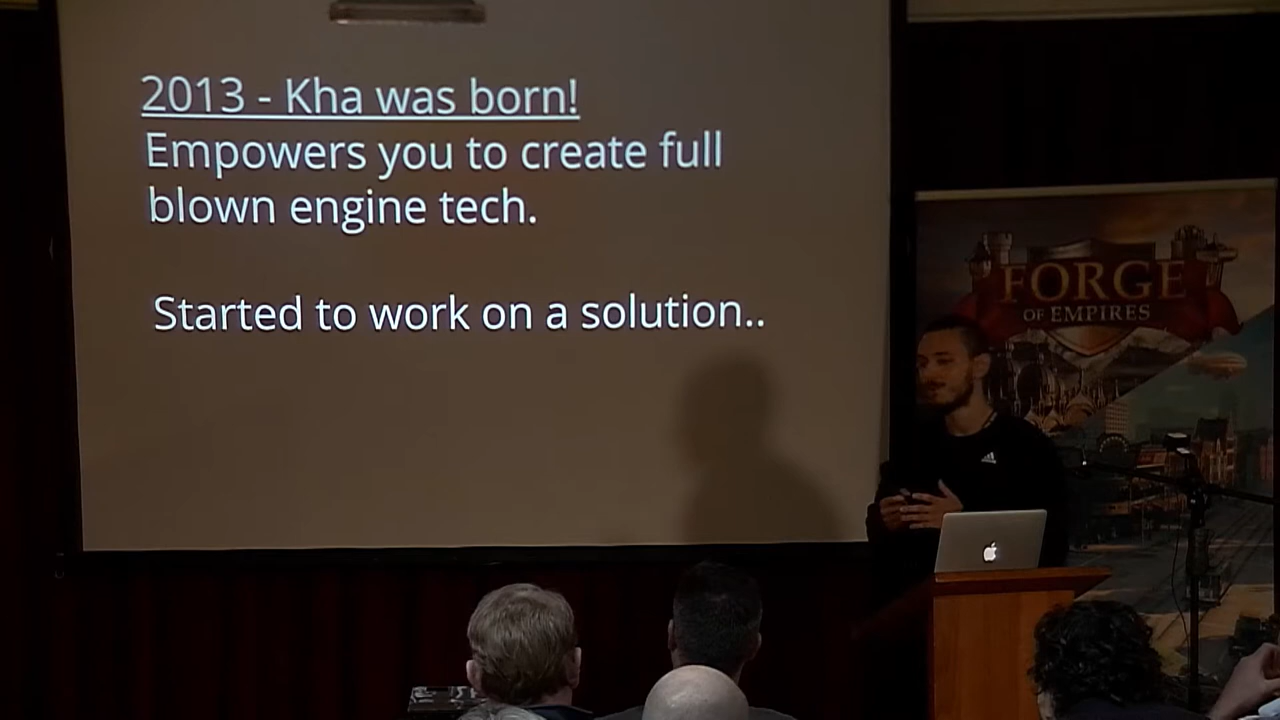 2013 - Kha was born!
Empowers you to create full
blown engine tech.
Started to work on a solution..
FORGE
OF EMPIRES